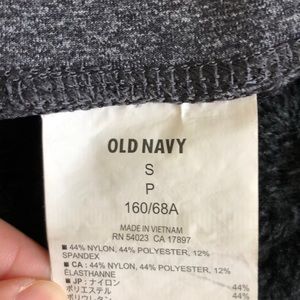 OLD NAVY
S
P
160/68A
MADE IN VIETNAM
RN 54023 CA 17897
■ 44% NYLON, 44% POLYESTER, 12%
SPANDEX
■ CA : 44% NYLON, 44% POLYESTER, 12%
ÉLASTHANNE
■ JP : ナイロン 44%
ポリエステル 44%
ポリウレタン